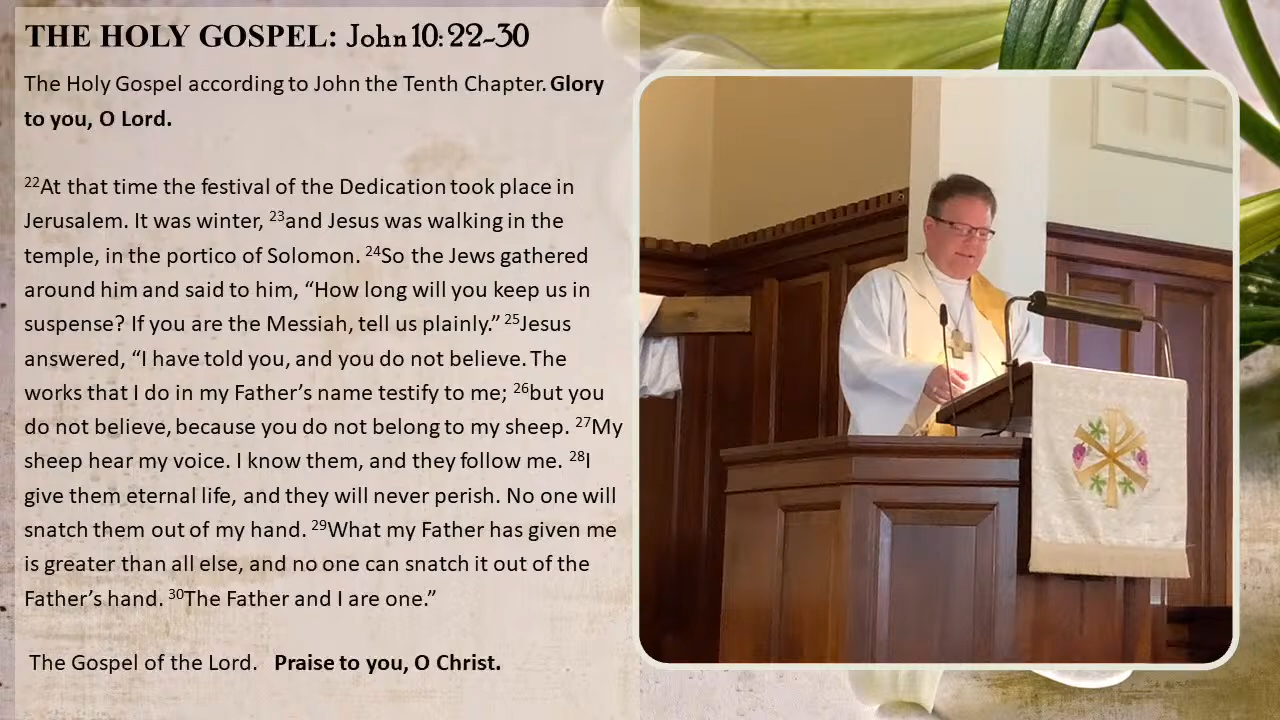 THE HOLY GOSPEL: John 10:22-30
The Holy Gospel according to John the Tenth Chapter. Glory
to you, O Lord.
²²At that time the festival of the Dedication took place in
Jerusalem. It was winter, ²³and Jesus was walking in the
temple, in the portico of Solomon. ²⁴So the Jews gathered
around him and said to him, “How long will you keep us in
suspense? If you are the Messiah, tell us plainly.” ²⁵Jesus
answered, “I have told you, and you do not believe. The
works that I do in my Father’s name testify to me; ²⁶but you
do not believe, because you do not belong to my sheep. ²⁷My
sheep hear my voice. I know them, and they follow me. ²⁸I
give them eternal life, and they will never perish. No one will
snatch them out of my hand. ²⁹What my Father has given me
is greater than all else, and no one can snatch it out of the
Father’s hand. ³⁰The Father and I are one.”
The Gospel of the Lord. Praise to you, O Christ.